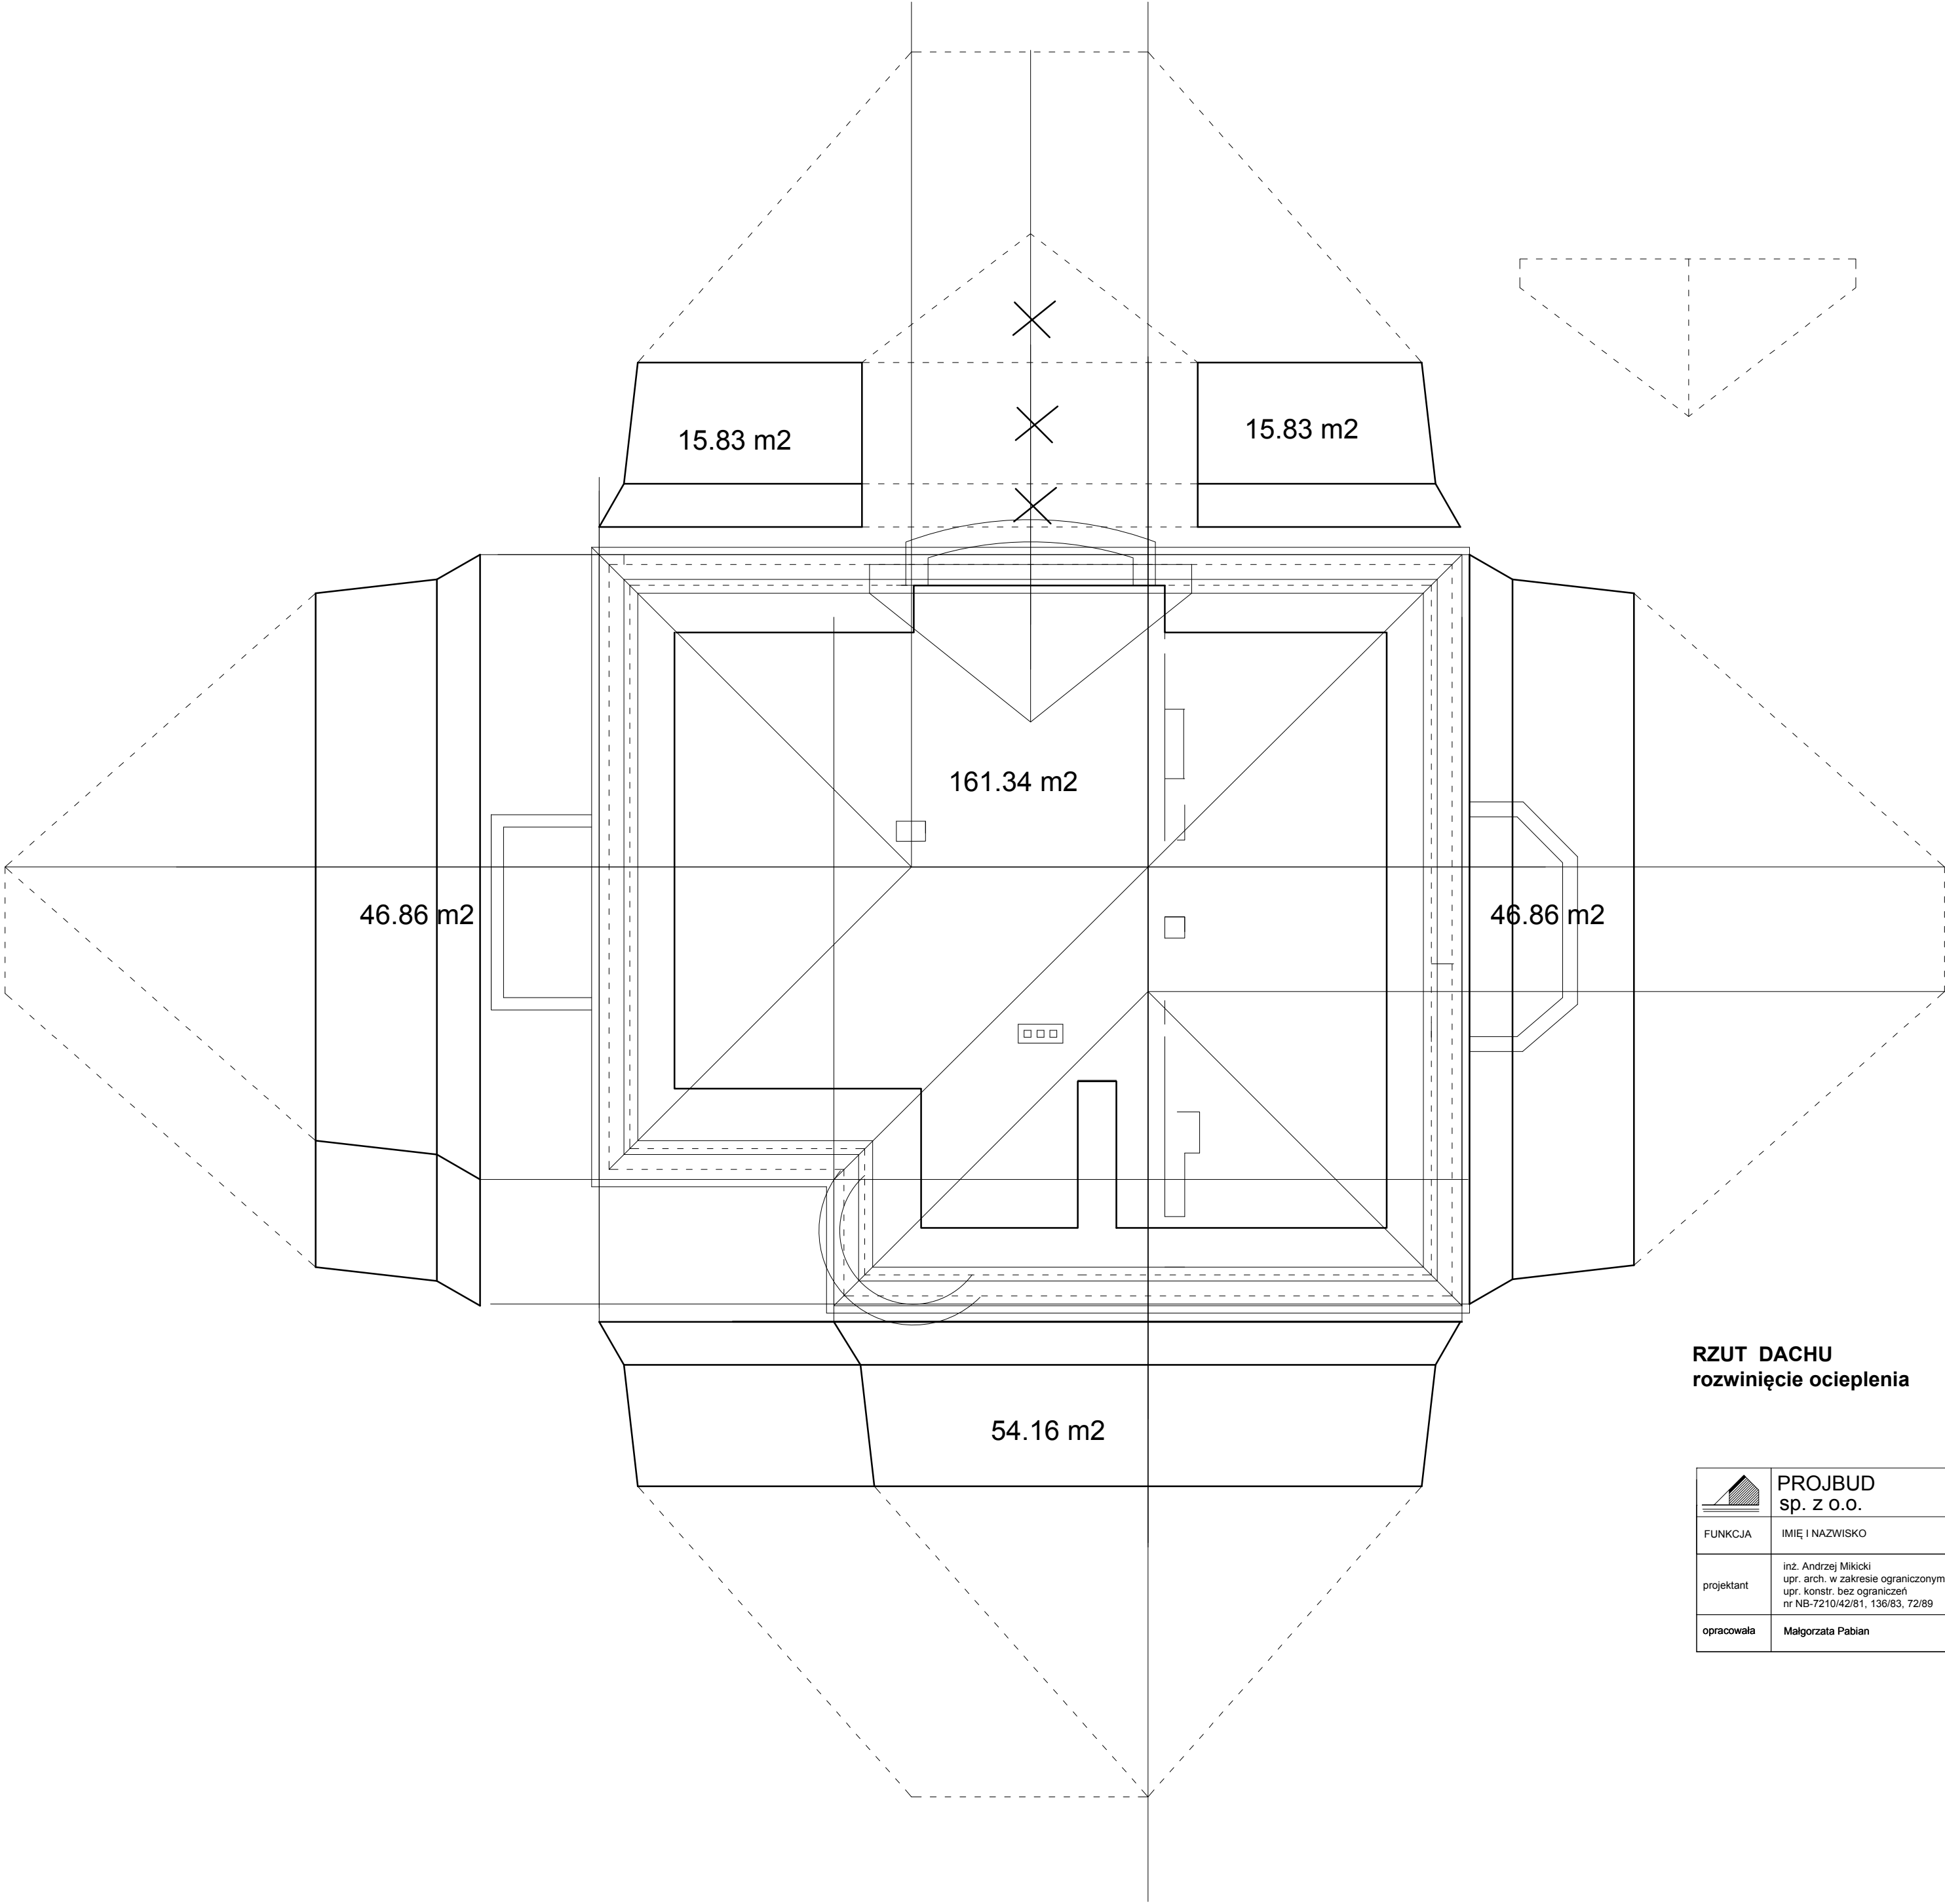 15.83 m2
15.83 m2
161.34 m2
46.86 m2
46.86 m2
54.16 m2
RZUT DACHU
rozwinięcie ocieplenia
PROJBUD
sp. z o.o.
FUNKCJA
IMIĘ I NAZWISKO
projektant
inż. Andrzej Mikicki
upr. arch. w zakresie ograniczonym
upr. konstr. bez ograniczeń
nr NB-7210/42/81, 136/83, 72/89
opracowała
Małgorzata Pabian